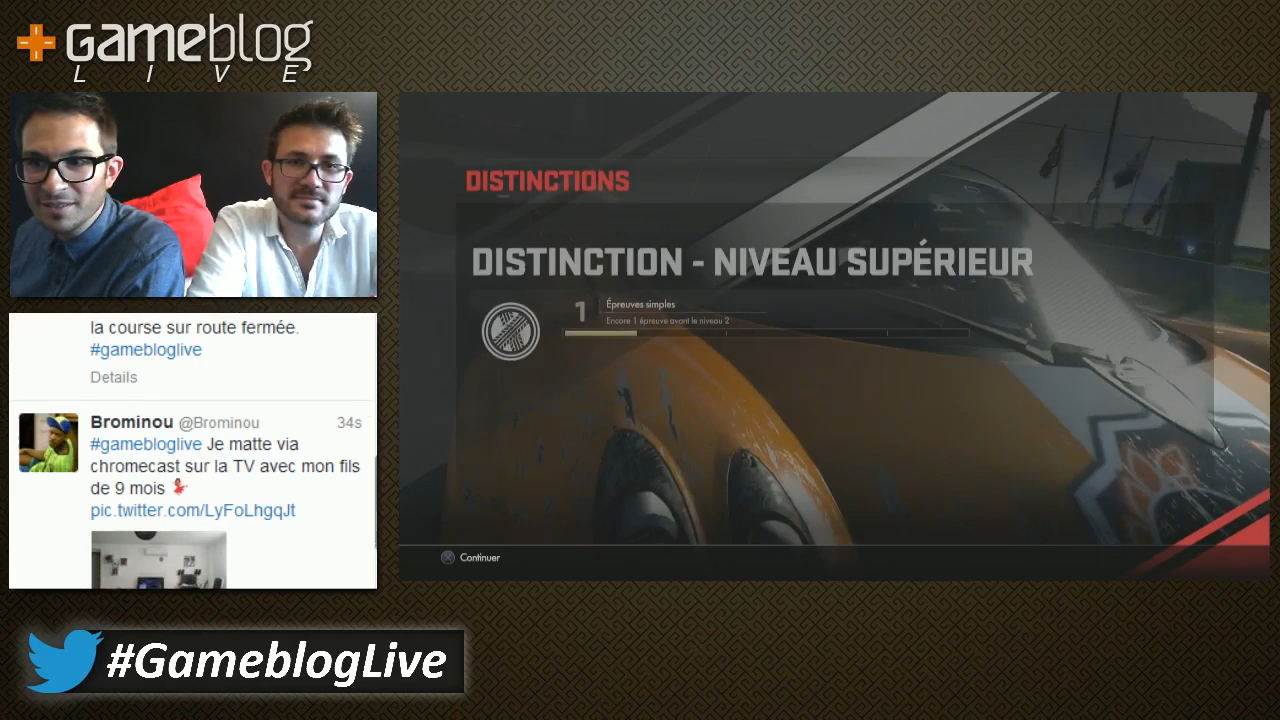 gameblog
LIVE
la course sur route fermée.
#gamebloglive
Details
Brominou @Brominou 34s
#gamebloglive Je matte via
chromecast sur la TV avec mon fils
de 9 mois
pic.twitter.com/LyFoLhgqJt
DISTINCTIONS
DISTINCTION - NIVEAU SUPÉRIEUR
1
Épreuves simples
Encore 1 épreuve avant le niveau 2
Continuer
#GameblogLive